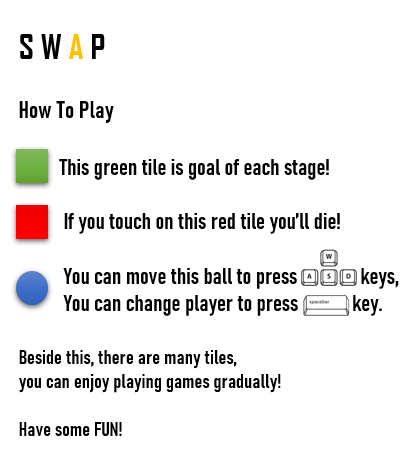 SWAP
How To Play
This green tile is goal of each stage!
If you touch on this red tile you'll die!
W
You can move this ball to press A S D keys,
You can change player to press spacebar key.
Beside this, there are many tiles,
you can enjoy playing games gradually!
Have some FUN!